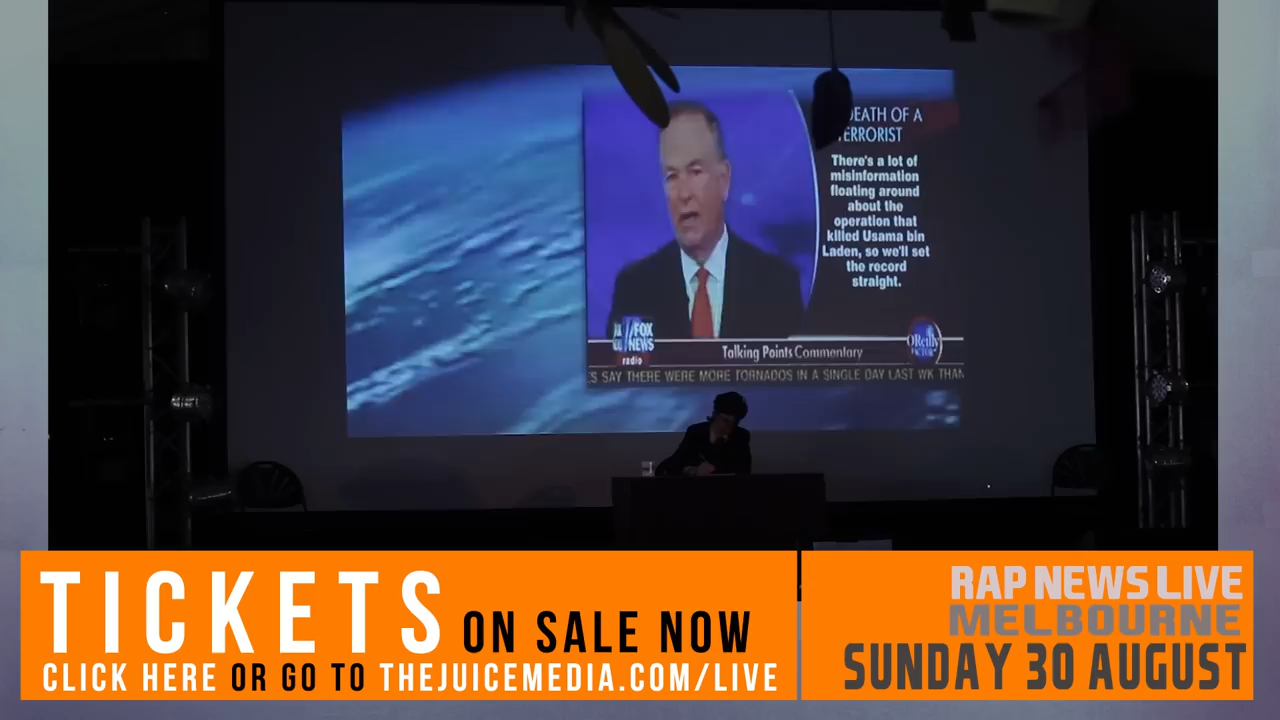 DEATH OF A
TERRORIST
There's a lot of
misinformation
floating around
about the
operation that
killed Usama bin
Laden, so we'll set
the record
straight.
FOX
NEWS
radio
Talking Points Commentary
O'Reilly
FACTOR
ES SAY THERE WERE MORE TORNADOS IN A SINGLE DAY LAST WK THAN
TICKETS ON SALE NOW
CLICK HERE OR GO TO THEJUICEMEDIA.COM/LIVE
RAP NEWS LIVE
MELBOURNE
SUNDAY 30 AUGUST